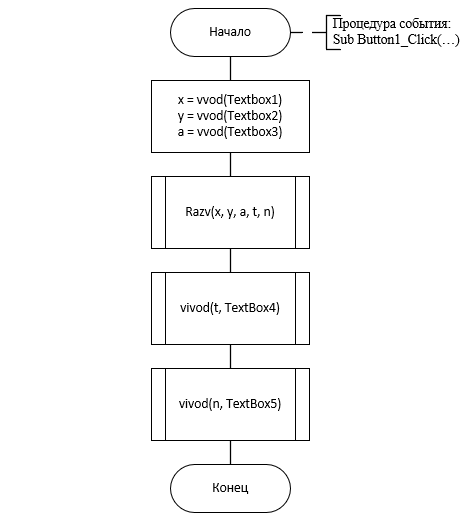 Начало
Процедура события:
Sub Button1_Click(…)
x = vvod(Textbox1)
y = vvod(Textbox2)
a = vvod(Textbox3)
Razv(x, y, a, t, n)
vivod(t, TextBox4)
vivod(n, TextBox5)
Конец